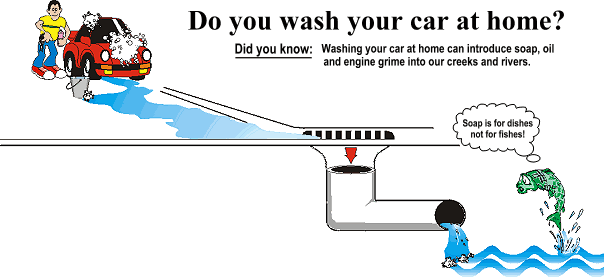 Do you wash your car at home?
Did you know: Washing your car at home can introduce soap, oil
and engine grime into our creeks and rivers.
Soap is for dishes
not for fishes!